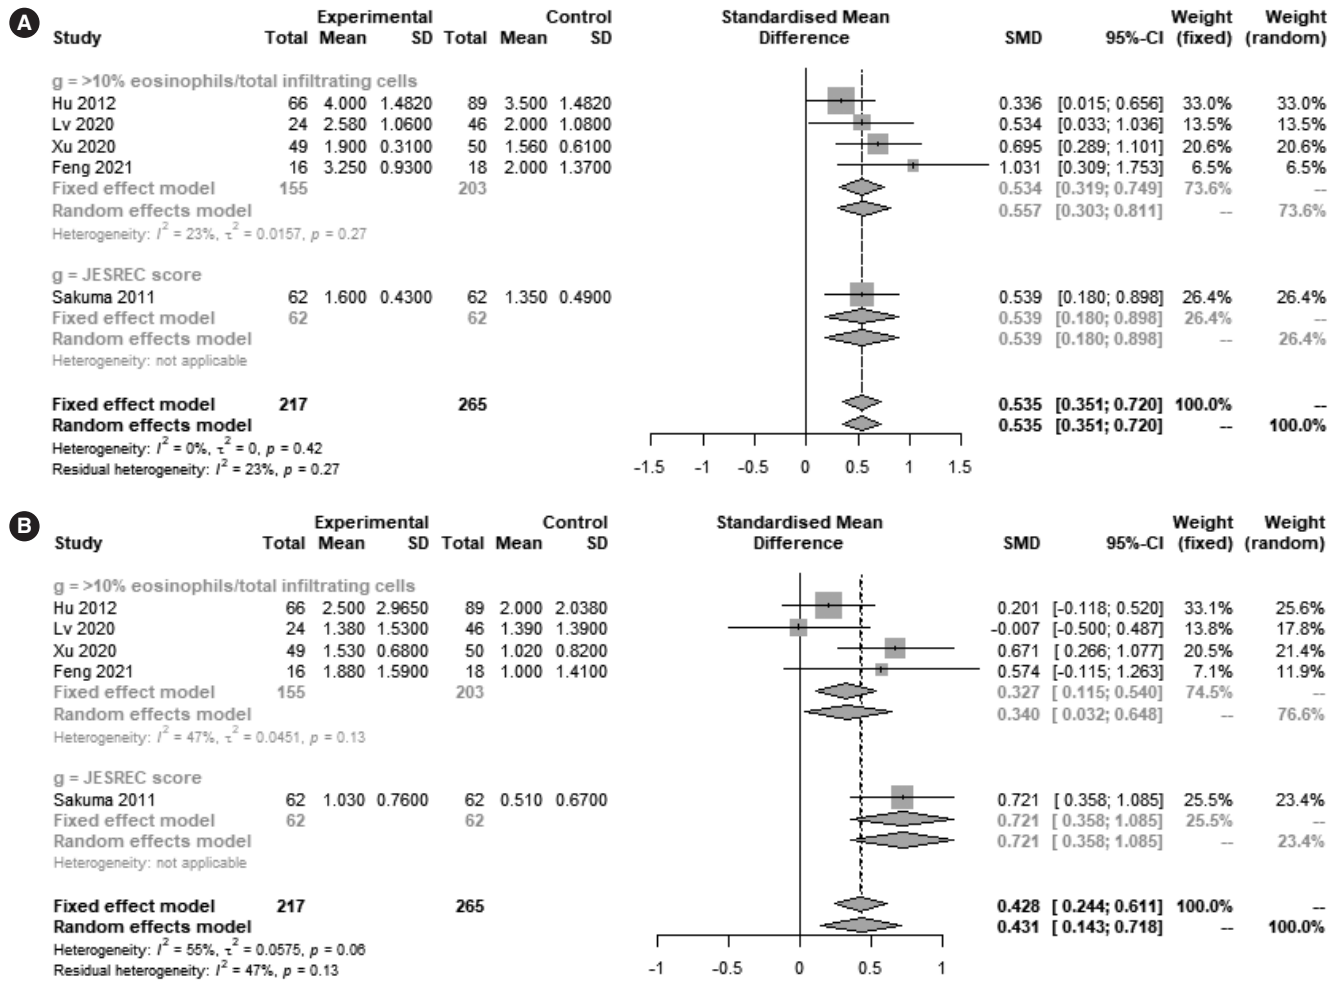 A
Experimental Control Standardised Mean Weight Weight
Study Total Mean SD Total Mean SD Difference SMD 95%-CI (fixed) (random)
g = >10% eosinophils/total infiltrating cells
Hu 2012 66 4.000 1.4820 89 3.500 1.4820 0.336 [0.015; 0.656] 33.0% 33.0%
Lv 2020 24 2.580 1.0600 46 2.000 1.0800 0.534 [0.033; 1.036] 13.5% 13.5%
Xu 2020 49 1.900 0.3100 50 1.560 0.6100 0.695 [0.289; 1.101] 20.6% 20.6%
Feng 2021 16 3.250 0.9300 18 2.000 1.3700 1.031 [0.309; 1.753] 6.5% 6.5%
Fixed effect model 155 203 0.534 [0.319; 0.749] 73.6% --
Random effects model 0.557 [0.303; 0.811] -- 73.6%
Heterogeneity: I² = 23%, τ² = 0.0157, p = 0.27
g = JESREC score
Sakuma 2011 62 1.600 0.4300 62 1.350 0.4900 0.539 [0.180; 0.898] 26.4% 26.4%
Fixed effect model 62 62 0.539 [0.180; 0.898] 26.4% --
Random effects model 0.539 [0.180; 0.898] -- 26.4%
Heterogeneity: not applicable
Fixed effect model 217 265 0.535 [0.351; 0.720] 100.0% --
Random effects model 0.535 [0.351; 0.720] -- 100.0%
Heterogeneity: I² = 0%, τ² = 0, p = 0.42
Residual heterogeneity: I² = 23%, p = 0.27
-1.5 -1 -0.5 0 0.5 1 1.5
B
Experimental Control Standardised Mean Weight Weight
Study Total Mean SD Total Mean SD Difference SMD 95%-CI (fixed) (random)
g = >10% eosinophils/total infiltrating cells
Hu 2012 66 2.500 2.9650 89 2.000 2.0380 0.201 [-0.118; 0.520] 33.1% 25.6%
Lv 2020 24 1.380 1.5300 46 1.390 1.3900 -0.007 [-0.500; 0.487] 13.8% 17.8%
Xu 2020 49 1.530 0.6800 50 1.020 0.8200 0.671 [ 0.266; 1.077] 20.5% 21.4%
Feng 2021 16 1.880 1.5900 18 1.000 1.4100 0.574 [-0.115; 1.263] 7.1% 11.9%
Fixed effect model 155 203 0.327 [ 0.115; 0.540] 74.5% --
Random effects model 0.340 [ 0.032; 0.648] -- 76.6%
Heterogeneity: I² = 47%, τ² = 0.0451, p = 0.13
g = JESREC score
Sakuma 2011 62 1.030 0.7600 62 0.510 0.6700 0.721 [ 0.358; 1.085] 25.5% 23.4%
Fixed effect model 62 62 0.721 [ 0.358; 1.085] 25.5% --
Random effects model 0.721 [ 0.358; 1.085] -- 23.4%
Heterogeneity: not applicable
Fixed effect model 217 265 0.428 [ 0.244; 0.611] 100.0% --
Random effects model 0.431 [ 0.143; 0.718] -- 100.0%
Heterogeneity: I² = 55%, τ² = 0.0575, p = 0.06
Residual heterogeneity: I² = 47%, p = 0.13
-1 -0.5 0 0.5 1